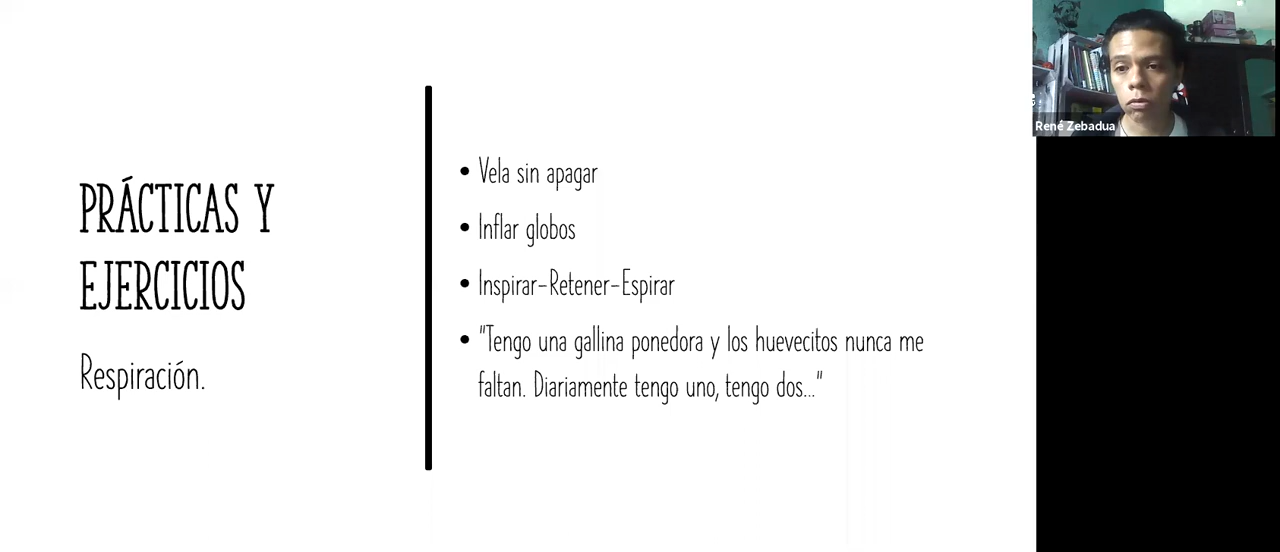 PRÁCTICAS Y
EJERCICIOS
Respiración.
• Vela sin apagar
• Inflar globos
• Inspirar-Retener-Espirar
• "Tengo una gallina ponedora y los huevecitos nunca me
faltan. Diariamente tengo uno, tengo dos..."
René Zebadua